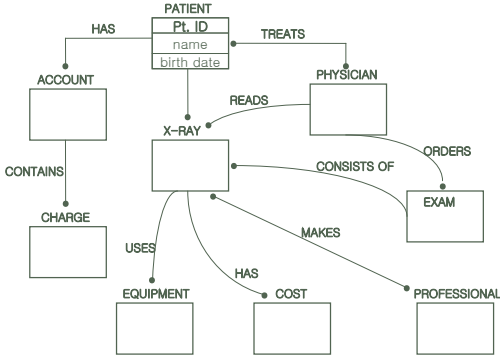 PATIENT
Pt. ID
name
birth date
HAS
TREATS
ACCOUNT
PHYSICIAN
READS
X-RAY
ORDERS
CONTAINS
CONSISTS OF
EXAM
CHARGE
MAKES
USES
HAS
EQUIPMENT
COST
PROFESSIONAL